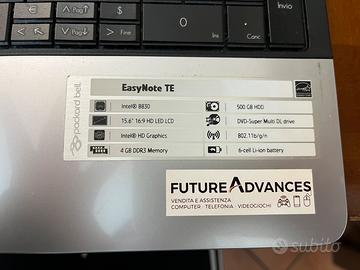 €
Pag↑
Pag↓
$
>
Fine
0
Ins
.
Canc
Invio
packard bell
EasyNote TE
Intel® B830
500 GB HDD
15.6" 16:9 HD LED LCD
DVD-Super Multi DL drive
Intel® HD Graphics
802.11b/g/n
4 GB DDR3 Memory
6-cell Li-ion battery
FUTUREADVANCES
VENDITA E ASSISTENZA
COMPUTER · TELEFONIA · VIDEOGIOCHI
subito